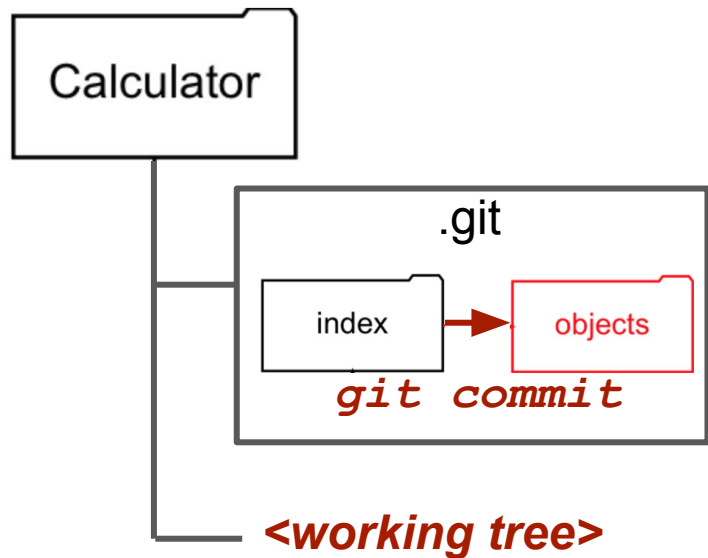 Calculator
.git
index
objects
git commit
<working tree>